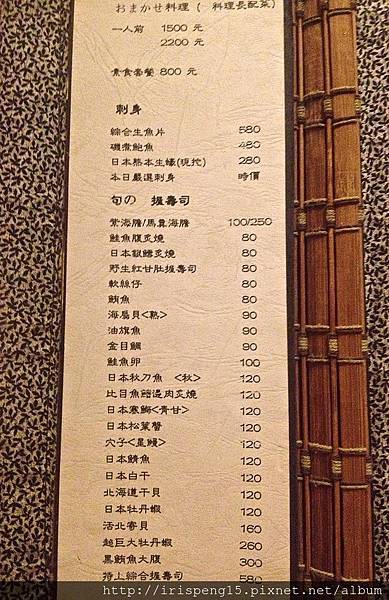 おまかせ料理 ( 料理長配菜)
一人前 1500 元
2200 元
素食套餐 800 元
刺身
綜合生魚片 580
磯煮鮑魚 480
日本熊本生蠔(現挖) 280
本日嚴選刺身 時價
旬の 握壽司
紫海膽/馬糞海膽 100/250
鮭魚腹炙燒 80
日本 炙燒 80
野生紅甘肚握壽司 80
軟絲仔 80
鮪魚 80
海扇貝<熟> 90
油旗魚 90
金目鯛 90
鮭魚卵 100
日本秋刀魚 <秋> 120
比目魚鰭邊肉炙燒 120
日本寒鰤<青甘> 120
日本松葉蟹 120
穴子<星鰻> 120
日本鯖魚 120
日本白干 120
北海道干貝 120
日本牡丹蝦 120
活北寄貝 160
超巨大牡丹蝦 260
黑鮪魚大腹 300
特上綜合握壽司 580
http://irispeng15.pixnet.net/album